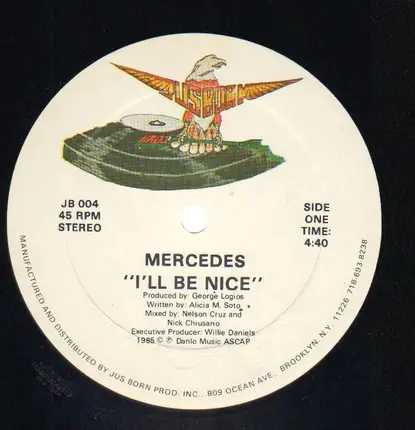 JUS BORN
JB 004
45 RPM
STEREO
SIDE
ONE
TIME:
4:40
MERCEDES
"I'LL BE NICE"
Produced by: George Logios
Written by: Alicia M. Soto
Mixed by: Nelson Cruz and
Nick Chiusano
Executive Producer: Willie Daniels
1985 © ℗ Danlo Music ASCAP
MANUFACTURED AND DISTRIBUTED BY JUS BORN PROD. INC., 809 OCEAN AVE., BROOKLYN, N.Y. 11226 718-693-8238